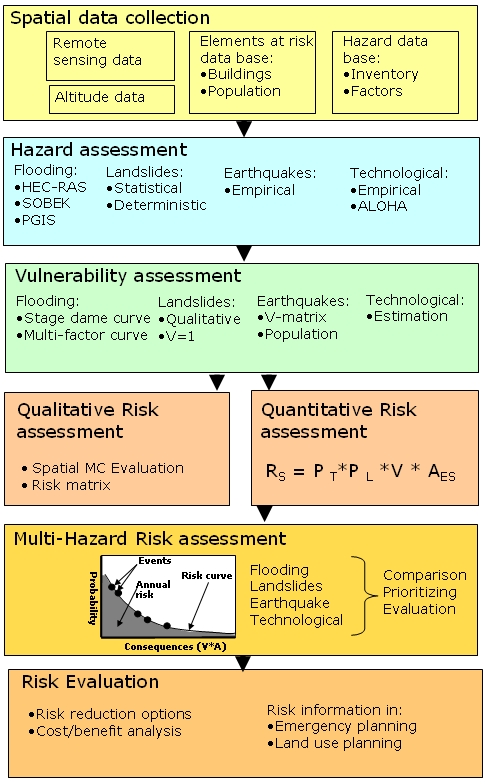 Spatial data collection
Remote
sensing data
Altitude data
Elements at risk
data base:
•Buildings
•Population
Hazard data
base:
•Inventory
•Factors
Hazard assessment
Flooding:
•HEC-RAS
•SOBEK
•PGIS
Landslides:
•Statistical
•Deterministic
Earthquakes:
•Empirical
Technological:
•Empirical
•ALOHA
Vulnerability assessment
Flooding:
•Stage dame curve
•Multi-factor curve
Landslides:
•Qualitative
•V=1
Earthquakes:
•V-matrix
•Population
Technological:
•Estimation
Qualitative Risk
assessment
• Spatial MC Evaluation
• Risk matrix
Quantitative Risk
assessment
RS = P T*P L *V * AES
Multi-Hazard Risk assessment
Probability
Events
Annual
risk
Risk curve
Consequences (V*A)
Flooding
Landslides
Earthquake
Technological
Comparison
Prioritizing
Evaluation
Risk Evaluation
•Risk reduction options
•Cost/benefit analysis
Risk information in:
•Emergency planning
•Land use planning